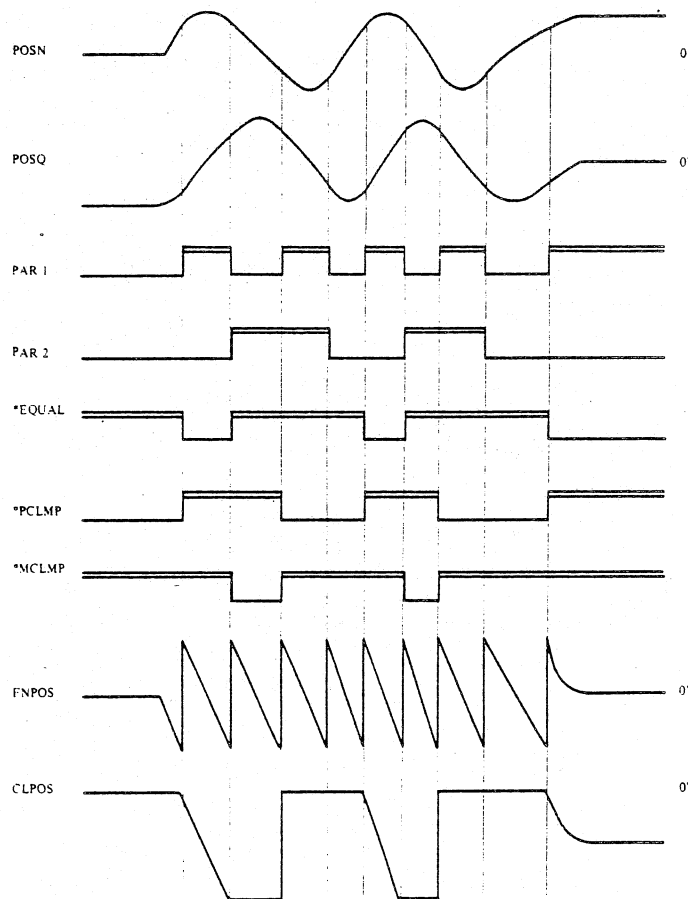 POSN
0
POSQ
0'
PAR 1
PAR 2
*EQUAL
*PCLMP
*MCLMP
FNPOS
0'
CLPOS
0'